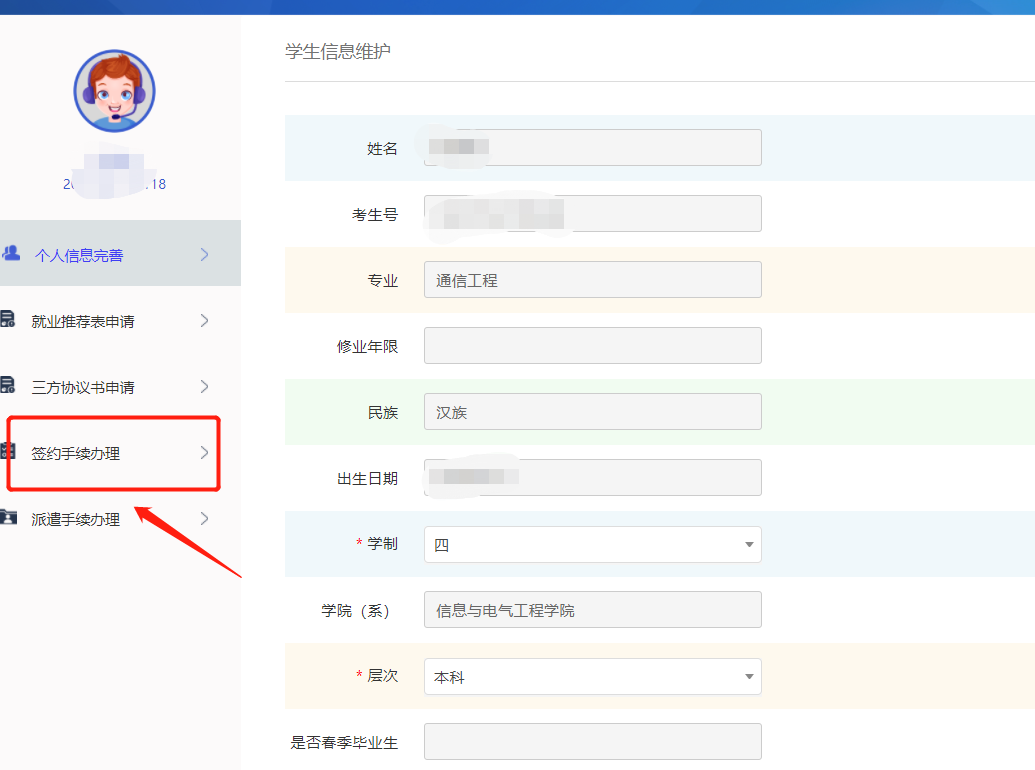 学生信息维护
18
个人信息完善
就业推荐表申请
三方协议书申请
签约手续办理
派遣手续办理
姓名
考生号
专业 通信工程
修业年限
民族 汉族
出生日期
* 学制 四
学院（系） 信息与电气工程学院
* 层次 本科
是否春季毕业生